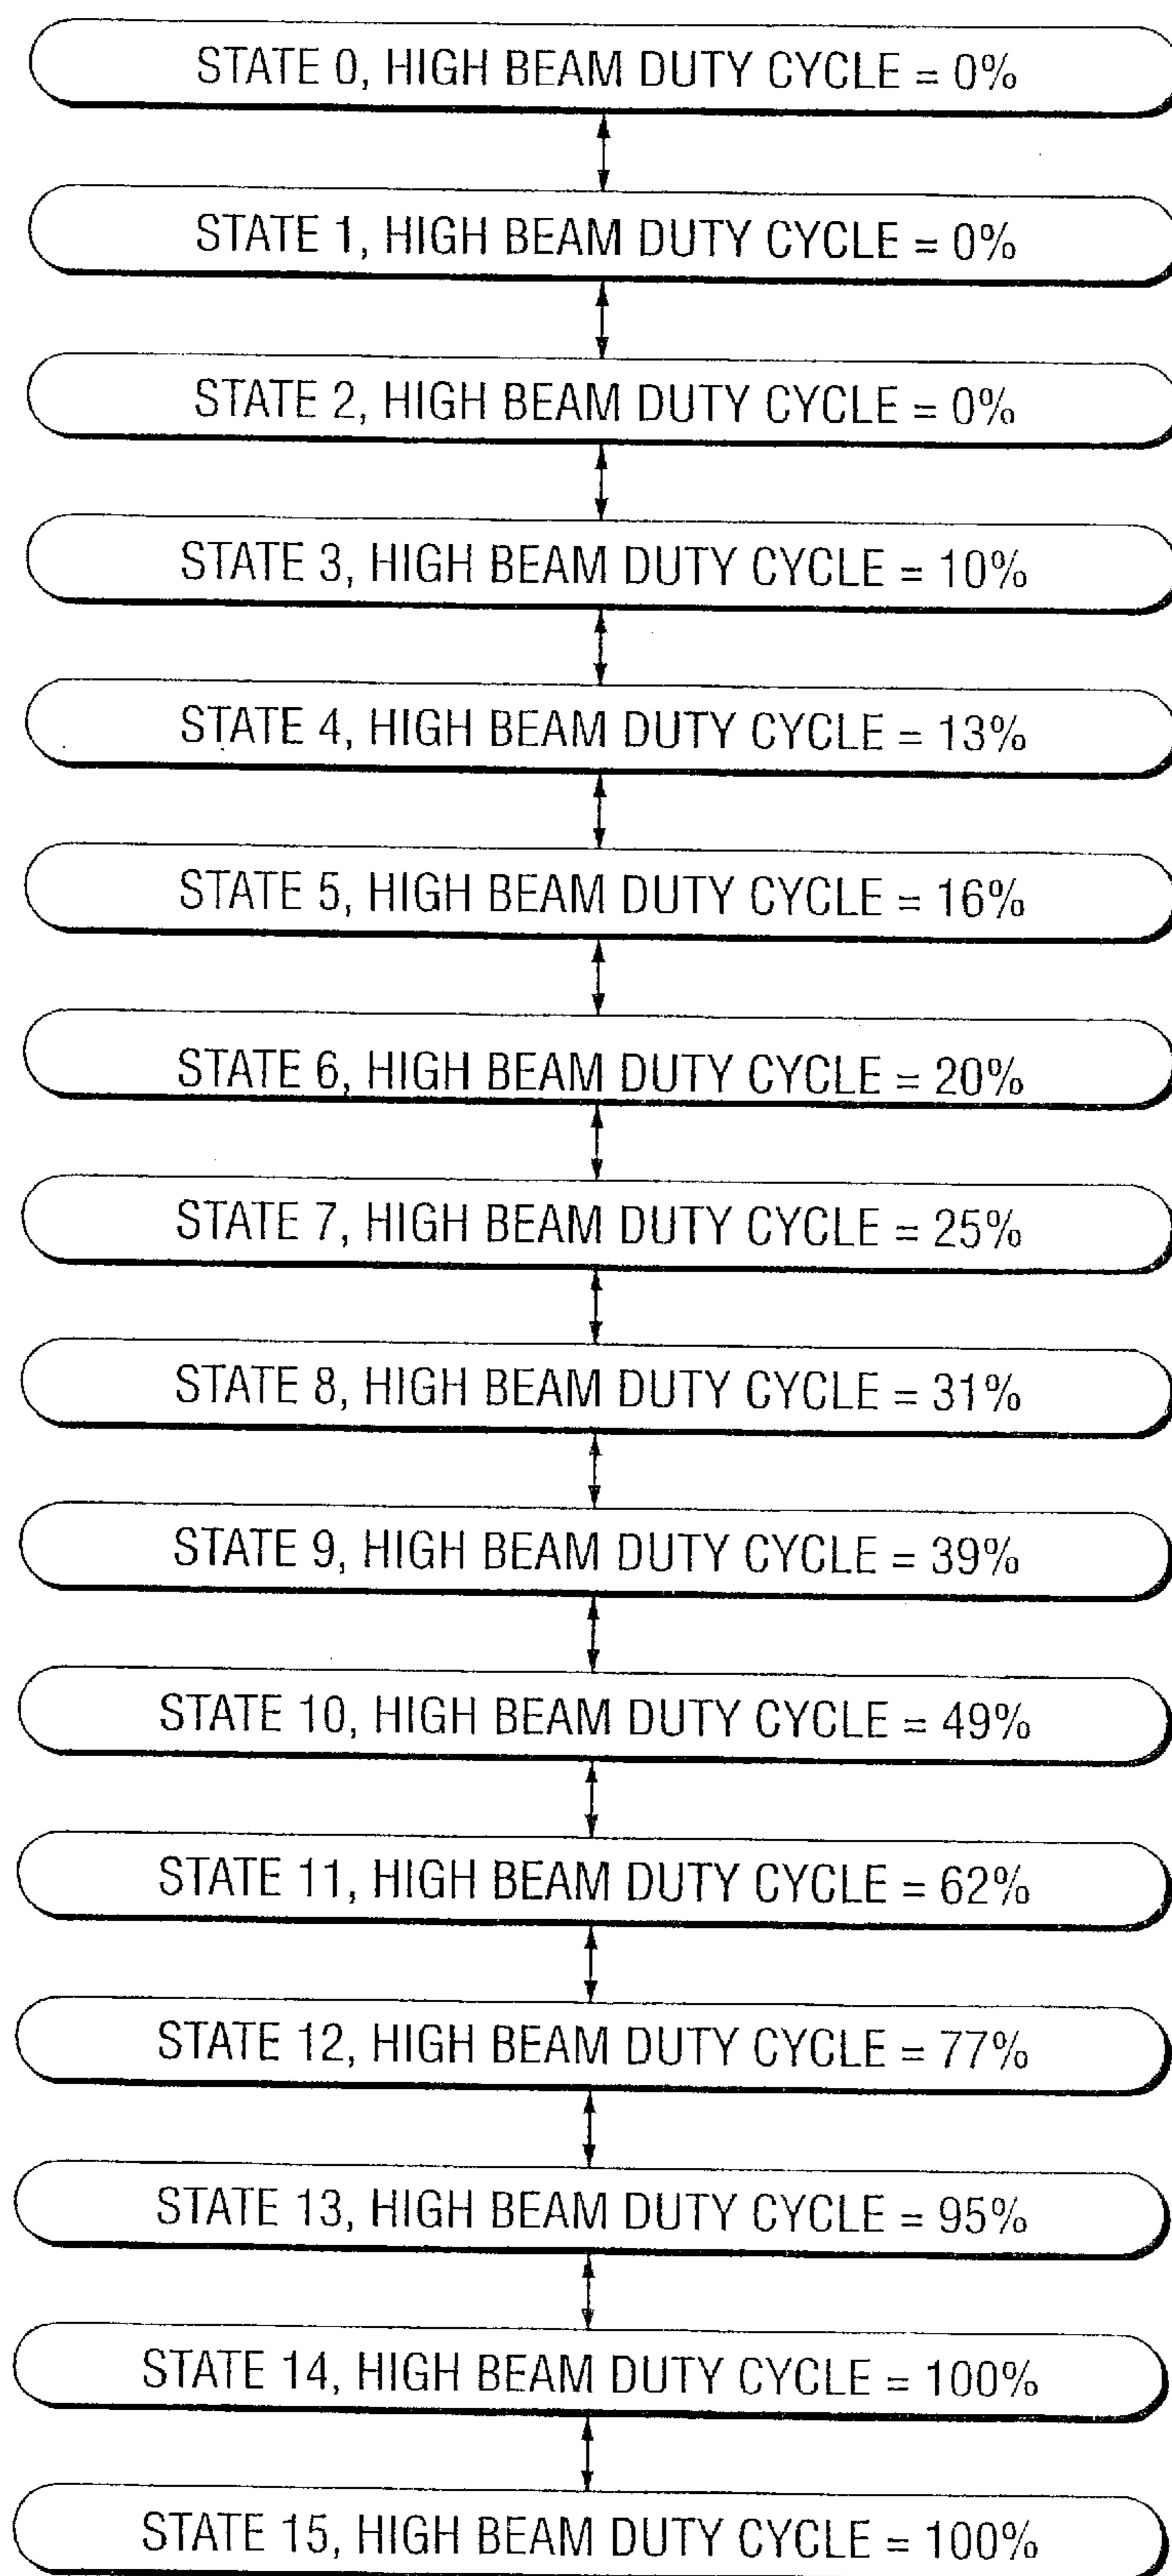 STATE 0, HIGH BEAM DUTY CYCLE = 0%
STATE 1, HIGH BEAM DUTY CYCLE = 0%
STATE 2, HIGH BEAM DUTY CYCLE = 0%
STATE 3, HIGH BEAM DUTY CYCLE = 10%
STATE 4, HIGH BEAM DUTY CYCLE = 13%
STATE 5, HIGH BEAM DUTY CYCLE = 16%
STATE 6, HIGH BEAM DUTY CYCLE = 20%
STATE 7, HIGH BEAM DUTY CYCLE = 25%
STATE 8, HIGH BEAM DUTY CYCLE = 31%
STATE 9, HIGH BEAM DUTY CYCLE = 39%
STATE 10, HIGH BEAM DUTY CYCLE = 49%
STATE 11, HIGH BEAM DUTY CYCLE = 62%
STATE 12, HIGH BEAM DUTY CYCLE = 77%
STATE 13, HIGH BEAM DUTY CYCLE = 95%
STATE 14, HIGH BEAM DUTY CYCLE = 100%
STATE 15, HIGH BEAM DUTY CYCLE = 100%